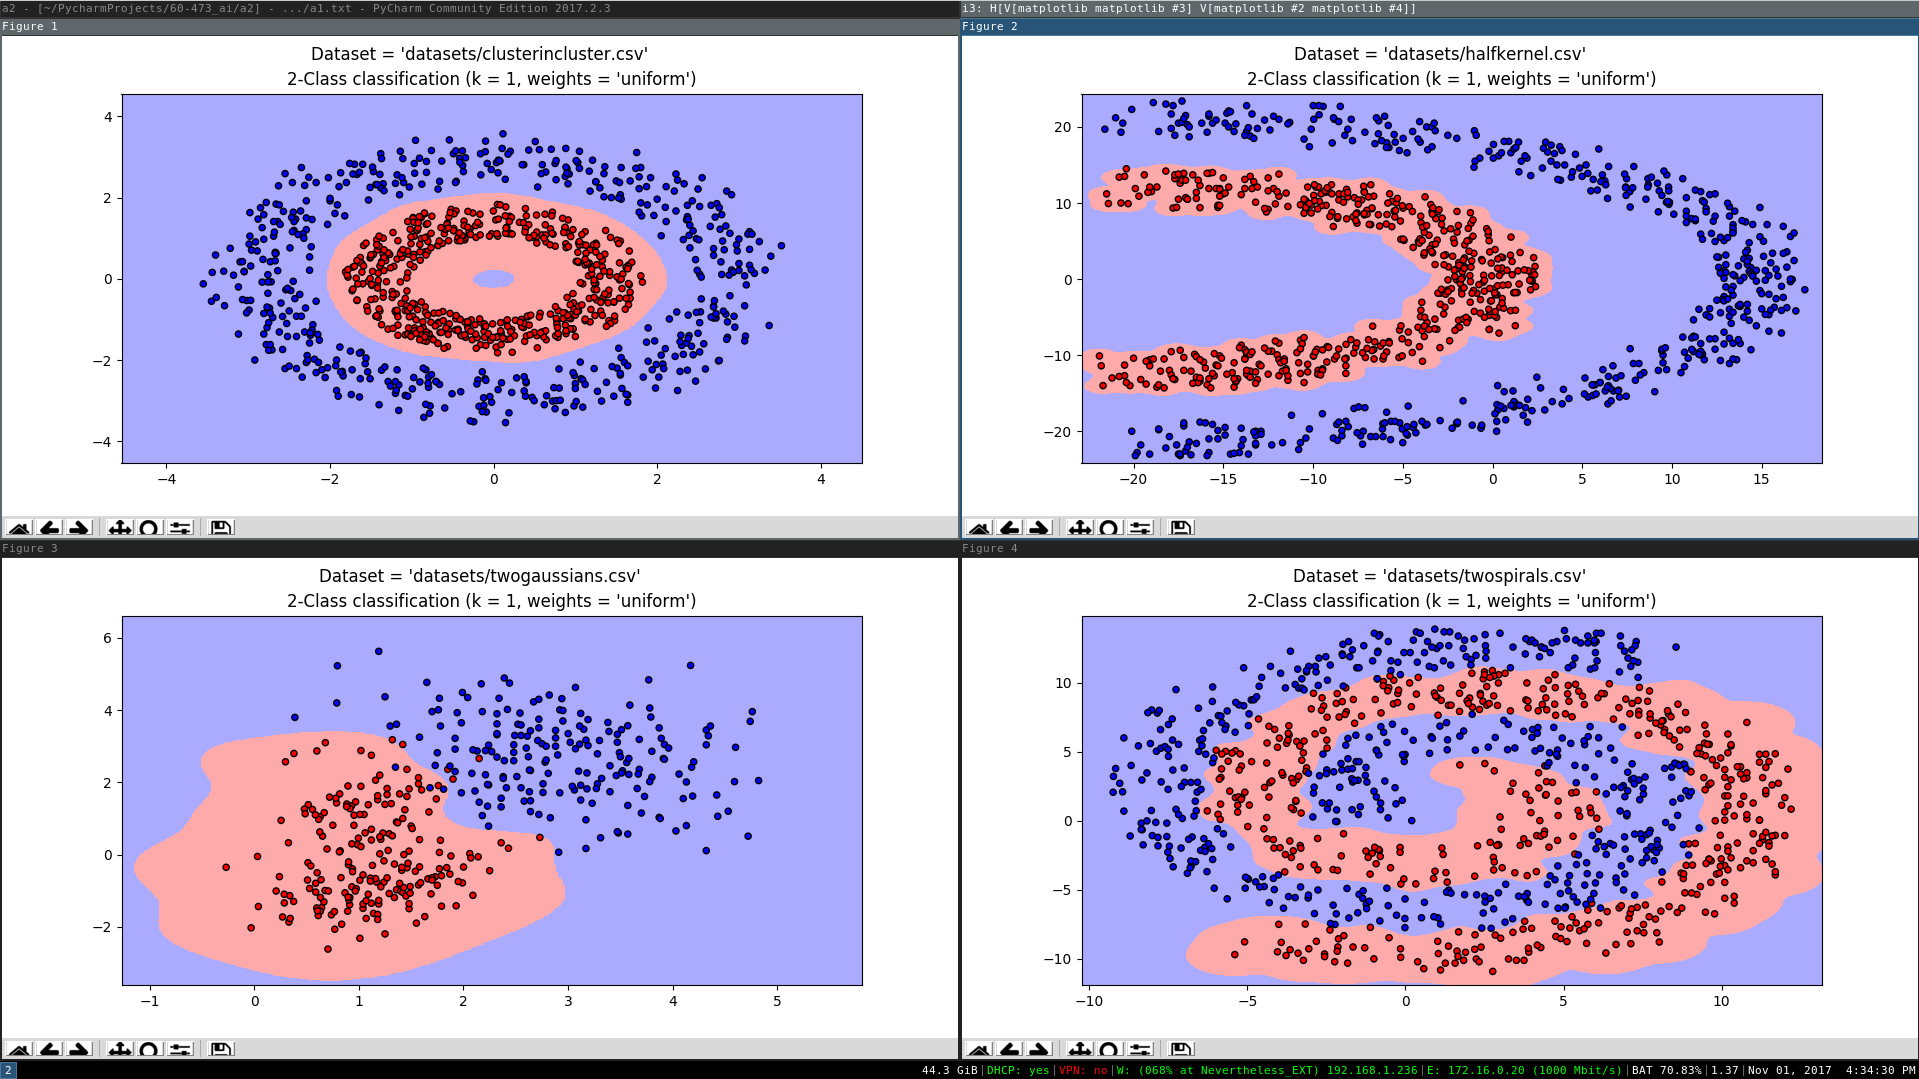 a2 - [~/PycharmProjects/60-473_ai/a2] - .../a1.txt - PyCharm Community Edition 2017.2.3
i3: H[V[matplotlib matplotlib #3] V[matplotlib #2 matplotlib #4]]
Figure 1
Dataset = 'datasets/clusterincluster.csv'
2-Class classification (k = 1, weights = 'uniform')
4
2
0
−2
−4
−4 −2 0 2 4
Figure 2
Dataset = 'datasets/halfkernel.csv'
2-Class classification (k = 1, weights = 'uniform')
20
10
0
−10
−20
−20 −15 −10 −5 0 5 10 15
Figure 3
Dataset = 'datasets/twogaussians.csv'
2-Class classification (k = 1, weights = 'uniform')
6
4
2
0
−2
−1 0 1 2 3 4 5
Figure 4
Dataset = 'datasets/twospirals.csv'
2-Class classification (k = 1, weights = 'uniform')
10
5
0
−5
−10
−10 −5 0 5 10
2
44.3 GiB|DHCP: yes|VPN: no|W: (068% at Nevertheless_EXT) 192.168.1.236|E: 172.16.0.20 (1000 Mbit/s)|BAT 70.83%|1.37|Nov 01, 2017  4:34:30 PM